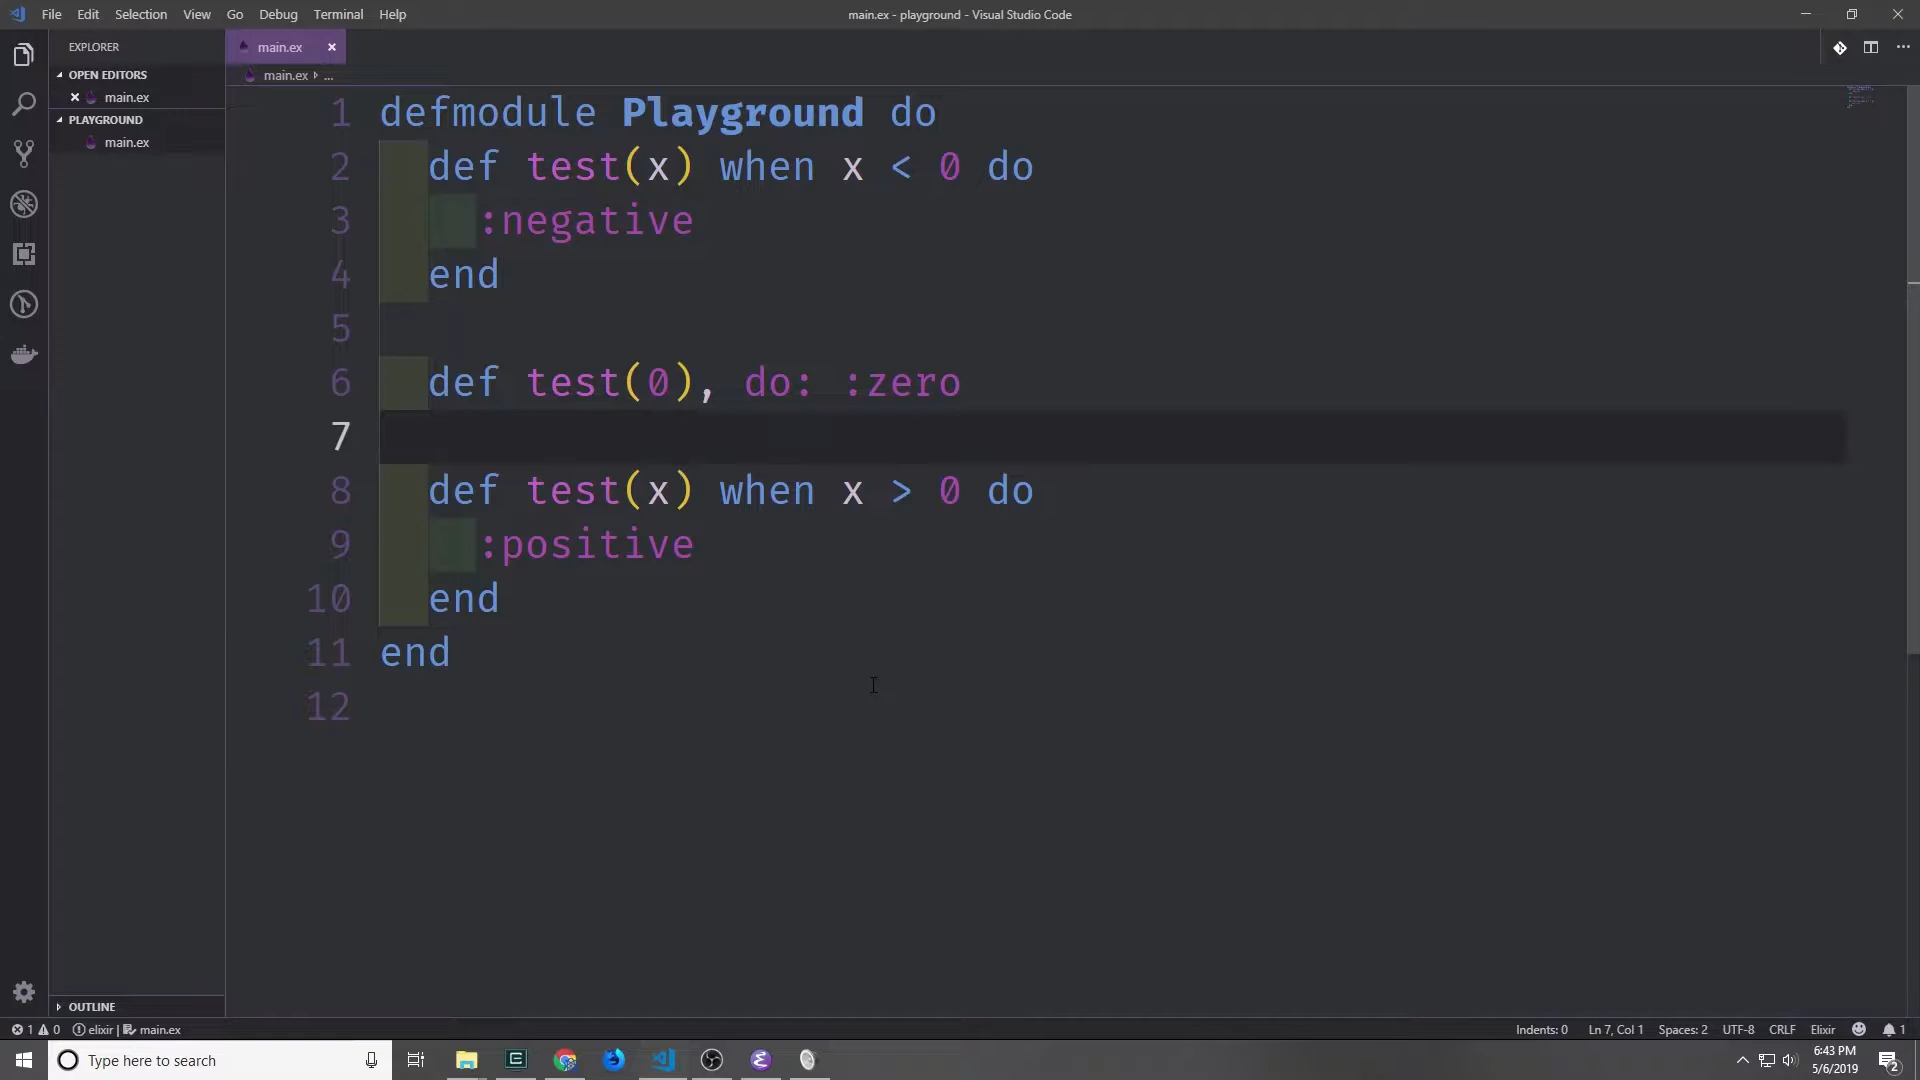 File Edit Selection View Go Debug Terminal Help
main.ex - playground - Visual Studio Code
EXPLORER
OPEN EDITORS
main.ex
PLAYGROUND
main.ex
OUTLINE
main.ex
main.ex ...
1 defmodule Playground do
2 def test(x) when x < 0 do
3 :negative
4 end
5
6 def test(0), do: :zero
7
8 def test(x) when x > 0 do
9 :positive
10 end
11 end
12
1 0 elixir | main.ex
Indents: 0 Ln 7, Col 1 Spaces: 2 UTF-8 CRLF Elixir 1
Type here to search
6:43 PM
5/6/2019
2